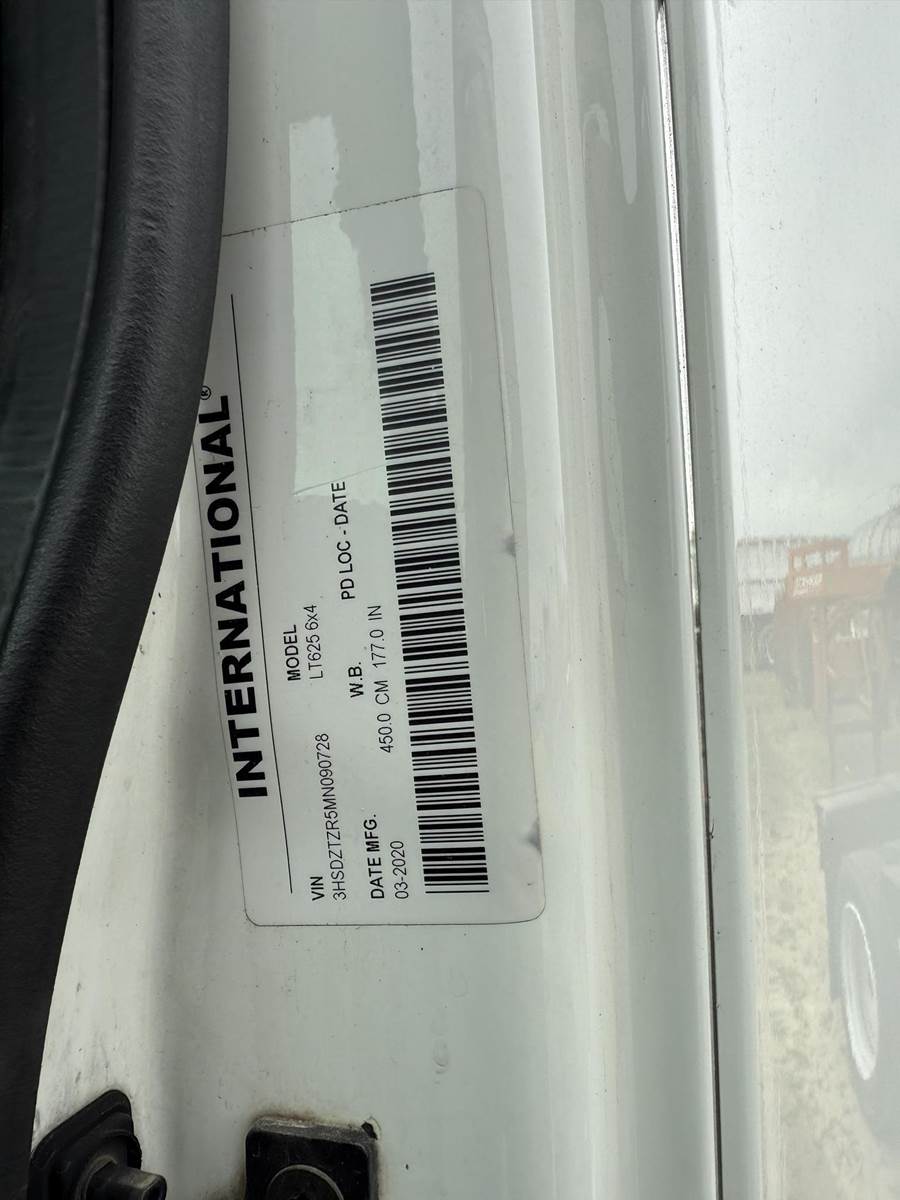 INTERNATIONAL®
VIN
3HSDZTZR5MN090728
MODEL
LT625 6x4
DATE MFG.
03-2020
W.B.
450.0 CM 177.0 IN
PD LOC - DATE